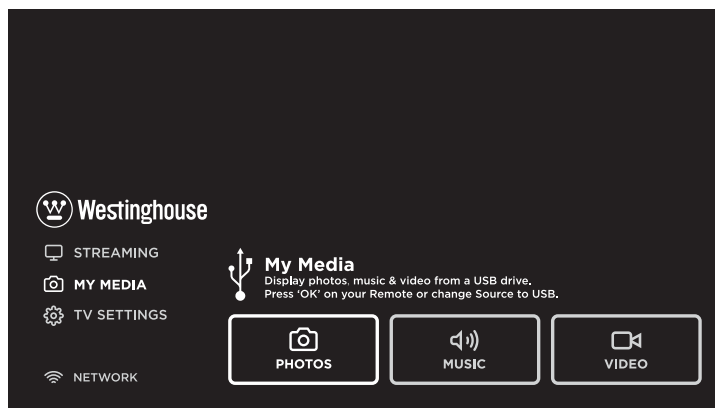 Westinghouse
STREAMING
MY MEDIA
TV SETTINGS
NETWORK
My Media
Display photos, music & video from a USB drive.
Press ‘OK’ on your Remote or change Source to USB.
PHOTOS
MUSIC
VIDEO